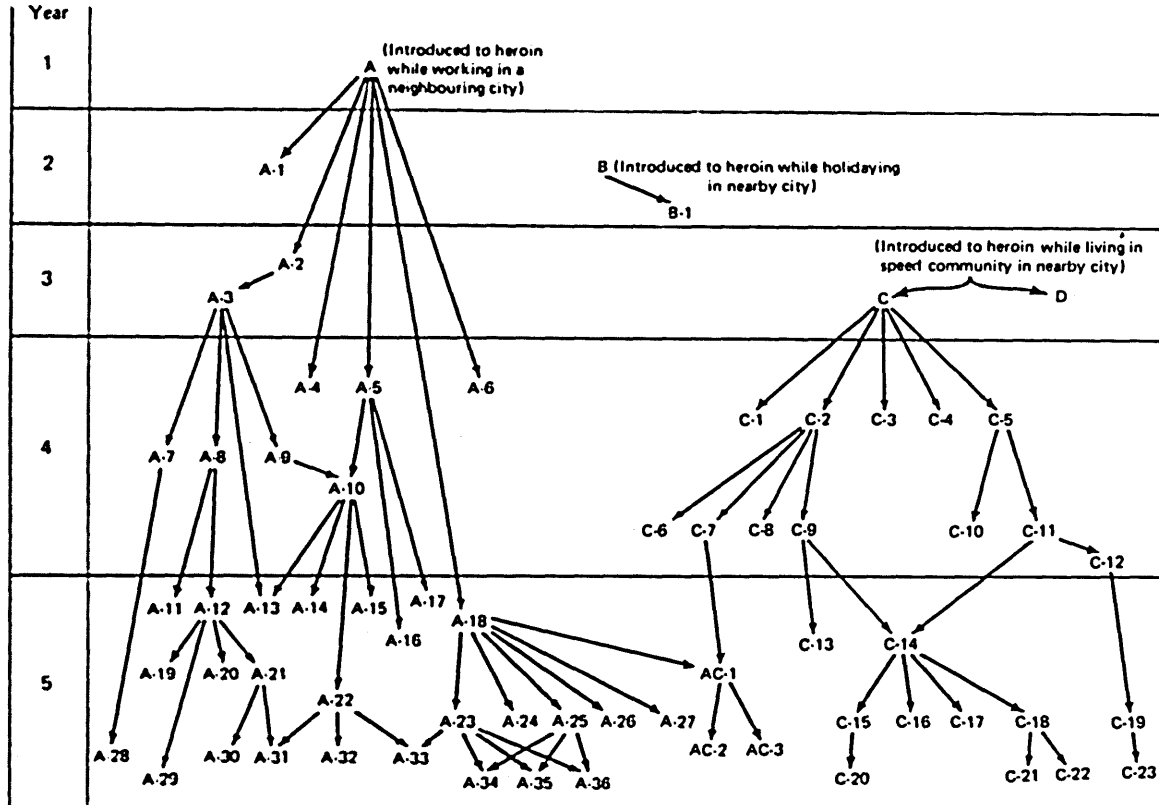 Year
1
A
(Introduced to heroin
while working in a
neighbouring city)
2
A-1
B (Introduced to heroin while holidaying
in nearby city)
B-1
(Introduced to heroin while living in
speed community in nearby city)
3
A-2
A-3
C
D
A-4
A-5
A-6
C-1
C-2
C-3
C-4
C-5
4
A-7
A-8
A-9
A-10
C-6
C-7
C-8
C-9
C-10
C-11
C-12
A-11
A-12
A-13
A-14
A-15
A-17
A-16
A-18
C-13
C-14
5
A-19
A-20
A-21
AC-1
A-22
A-23
A-24
A-25
A-26
A-27
C-15
C-16
C-17
C-18
C-19
A-28
A-29
A-30
A-31
A-32
A-33
AC-2
AC-3
A-34
A-35
A-36
C-20
C-21
C-22
C-23